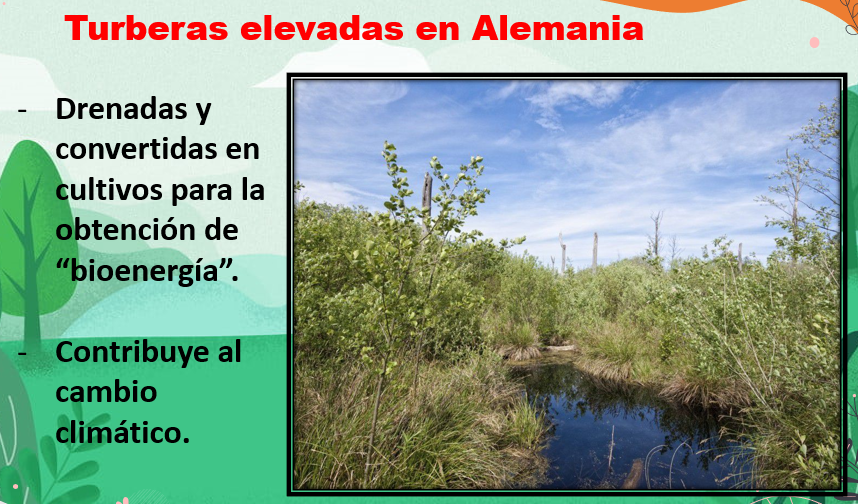 Turberas elevadas en Alemania
- Drenadas y
convertidas en
cultivos para la
obtención de
“bioenergía”.
- Contribuye al
cambio
climático.